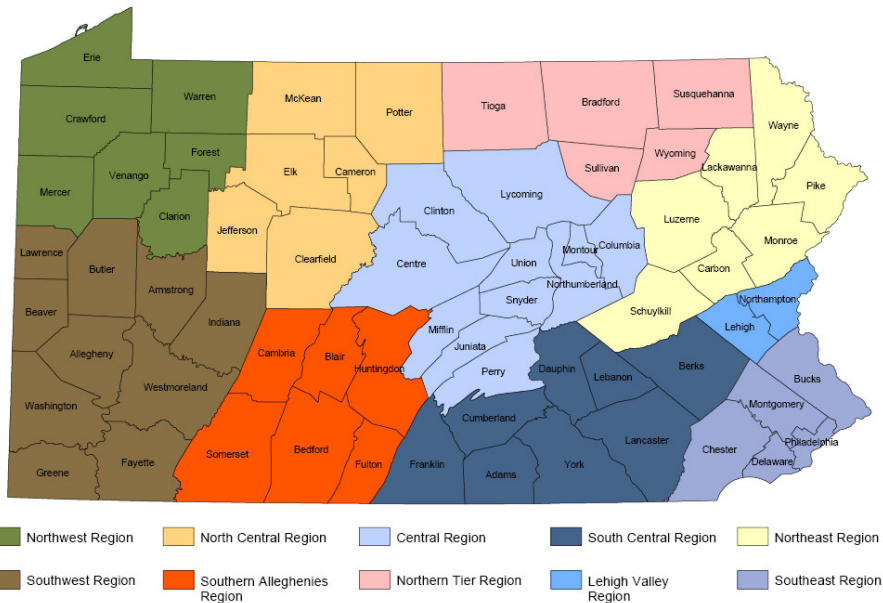 Erie
Warren
McKean
Potter
Tioga
Bradford
Susquehanna
Wayne
Crawford
Forest
Elk
Cameron
Sullivan
Wyoming
Lackawanna
Pike
Mercer
Venango
Clarion
Jefferson
Clearfield
Clinton
Lycoming
Luzerne
Monroe
Lawrence
Butler
Armstrong
Centre
Union
Montour
Columbia
Carbon
Beaver
Indiana
Snyder
Northumberland
Schuylkill
Northampton
Lehigh
Allegheny
Westmoreland
Cambria
Blair
Huntingdon
Mifflin
Juniata
Perry
Dauphin
Lebanon
Berks
Bucks
Washington
Cumberland
Lancaster
Montgomery
Philadelphia
Greene
Fayette
Somerset
Bedford
Fulton
Franklin
Adams
York
Chester
Delaware
Northwest Region
North Central Region
Central Region
South Central Region
Northeast Region
Southwest Region
Southern Alleghenies
Region
Northern Tier Region
Lehigh Valley
Region
Southeast Region